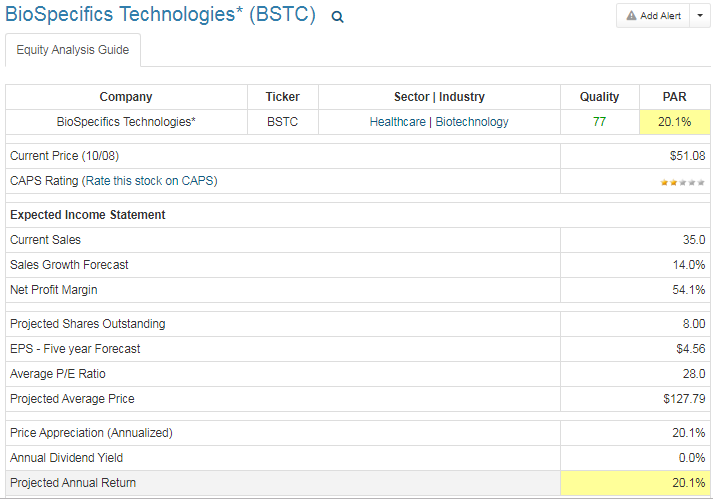 BioSpecifics Technologies* (BSTC)
Add Alert
Equity Analysis Guide
Company Ticker Sector | Industry Quality PAR
BioSpecifics Technologies* BSTC Healthcare | Biotechnology 77 20.1%
Current Price (10/08) $51.08
CAPS Rating (Rate this stock on CAPS)
Expected Income Statement
Current Sales 35.0
Sales Growth Forecast 14.0%
Net Profit Margin 54.1%
Projected Shares Outstanding 8.00
EPS - Five year Forecast $4.56
Average P/E Ratio 28.0
Projected Average Price $127.79
Price Appreciation (Annualized) 20.1%
Annual Dividend Yield 0.0%
Projected Annual Return 20.1%